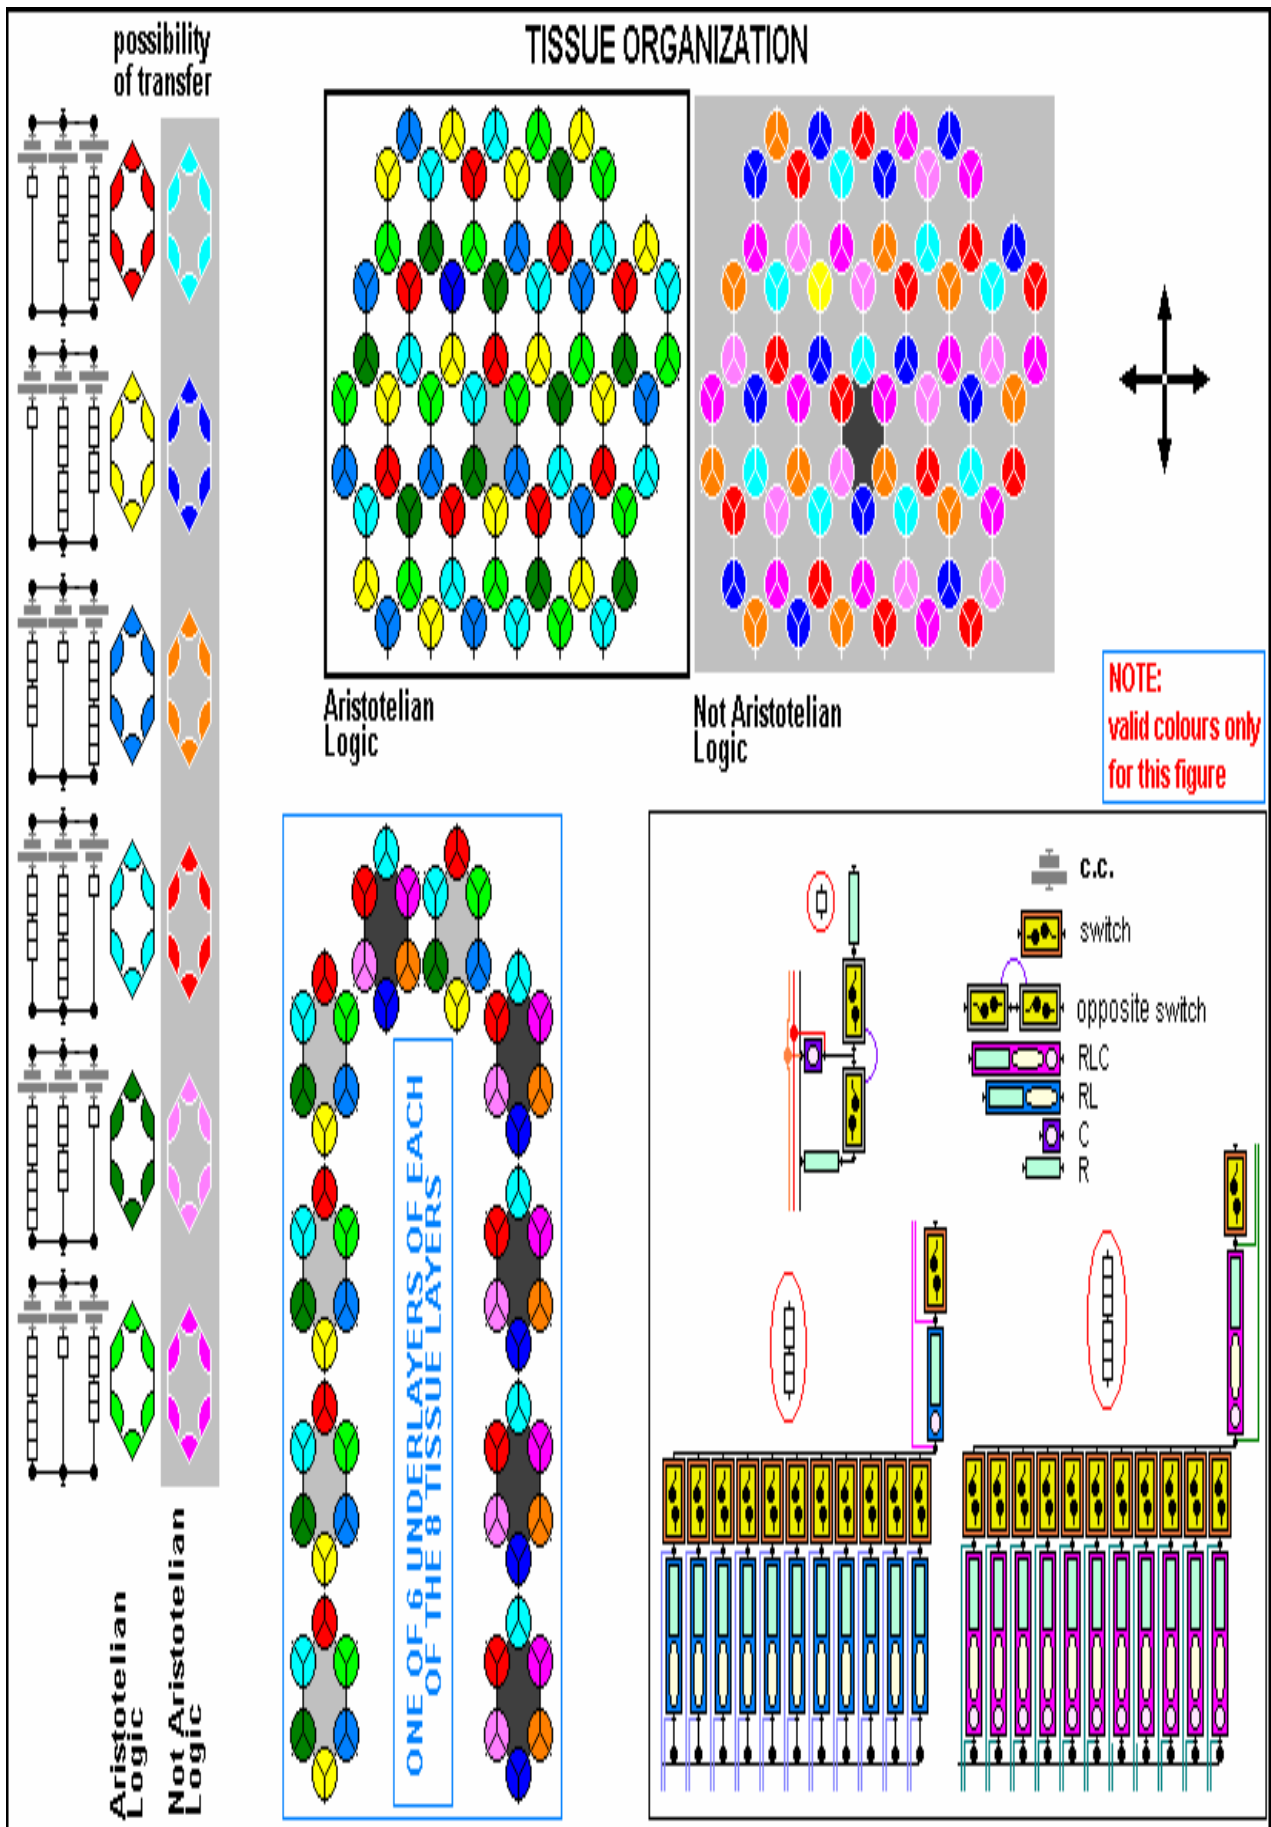 possibility
of transfer
TISSUE ORGANIZATION
Aristotelian
Logic
Not Aristotelian
Logic
NOTE:
valid colours only
for this figure
c.c.
switch
opposite switch
RLC
RL
C
R
ONE OF 6 UNDERLAYERS OF EACH
OF THE 8 TISSUE LAYERS
Aristotelian
Logic
Not Aristotelian
Logic